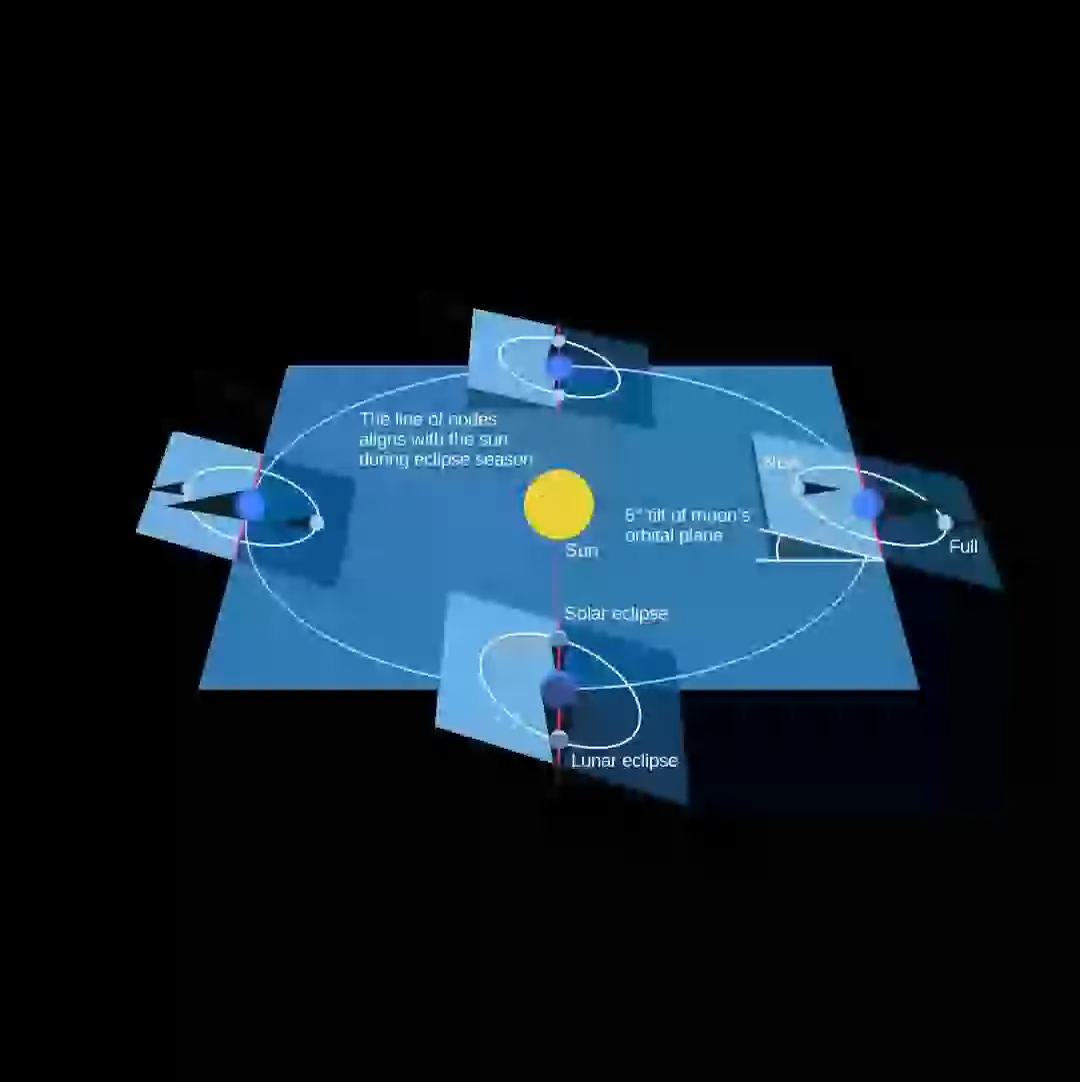 The line of nodes
aligns with the sun
during eclipse season
New
5° tilt of moon's
orbital plane
Sun
Full
Solar eclipse
Lunar eclipse